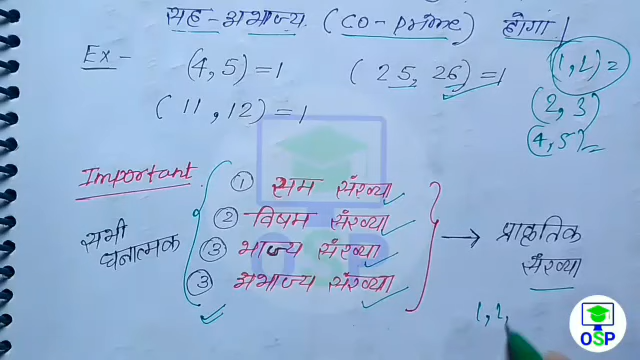 सह-अभाज्य (co-prime) होगा।
Ex- (4, 5) = 1 (25, 26) = 1 (1, 2) =
(11, 12) = 1 (2, 3)
(4, 5) =
Important
① सम संख्या
② विषम संख्या
③ भाज्य संख्या
③ अभाज्य संख्या
सभी
धनात्मक
→ प्राकृतिक
संख्या
1, 2,
OSP
OSP